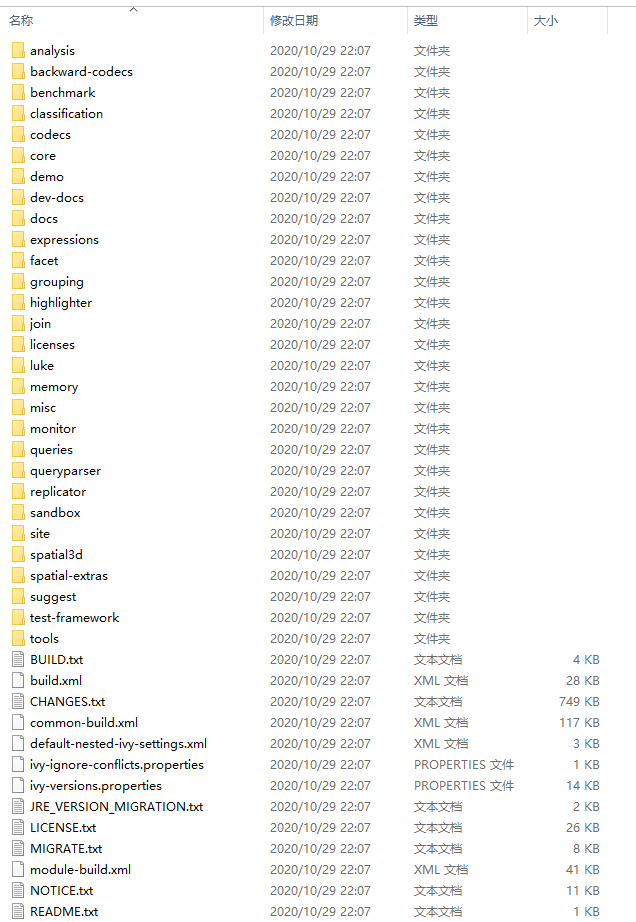 名称 修改日期 类型 大小
analysis 2020/10/29 22:07 文件夹
backward-codecs 2020/10/29 22:07 文件夹
benchmark 2020/10/29 22:07 文件夹
classification 2020/10/29 22:07 文件夹
codecs 2020/10/29 22:07 文件夹
core 2020/10/29 22:07 文件夹
demo 2020/10/29 22:07 文件夹
dev-docs 2020/10/29 22:07 文件夹
docs 2020/10/29 22:07 文件夹
expressions 2020/10/29 22:07 文件夹
facet 2020/10/29 22:07 文件夹
grouping 2020/10/29 22:07 文件夹
highlighter 2020/10/29 22:07 文件夹
join 2020/10/29 22:07 文件夹
licenses 2020/10/29 22:07 文件夹
luke 2020/10/29 22:07 文件夹
memory 2020/10/29 22:07 文件夹
misc 2020/10/29 22:07 文件夹
monitor 2020/10/29 22:07 文件夹
queries 2020/10/29 22:07 文件夹
queryparser 2020/10/29 22:07 文件夹
replicator 2020/10/29 22:07 文件夹
sandbox 2020/10/29 22:07 文件夹
site 2020/10/29 22:07 文件夹
spatial3d 2020/10/29 22:07 文件夹
spatial-extras 2020/10/29 22:07 文件夹
suggest 2020/10/29 22:07 文件夹
test-framework 2020/10/29 22:07 文件夹
tools 2020/10/29 22:07 文件夹
BUILD.txt 2020/10/29 22:07 文本文档 4 KB
build.xml 2020/10/29 22:07 XML 文档 28 KB
CHANGES.txt 2020/10/29 22:07 文本文档 749 KB
common-build.xml 2020/10/29 22:07 XML 文档 117 KB
default-nested-ivy-settings.xml 2020/10/29 22:07 XML 文档 3 KB
ivy-ignore-conflicts.properties 2020/10/29 22:07 PROPERTIES 文件 1 KB
ivy-versions.properties 2020/10/29 22:07 PROPERTIES 文件 14 KB
JRE_VERSION_MIGRATION.txt 2020/10/29 22:07 文本文档 2 KB
LICENSE.txt 2020/10/29 22:07 文本文档 26 KB
MIGRATE.txt 2020/10/29 22:07 文本文档 8 KB
module-build.xml 2020/10/29 22:07 XML 文档 41 KB
NOTICE.txt 2020/10/29 22:07 文本文档 11 KB
README.txt 2020/10/29 22:07 文本文档 1 KB